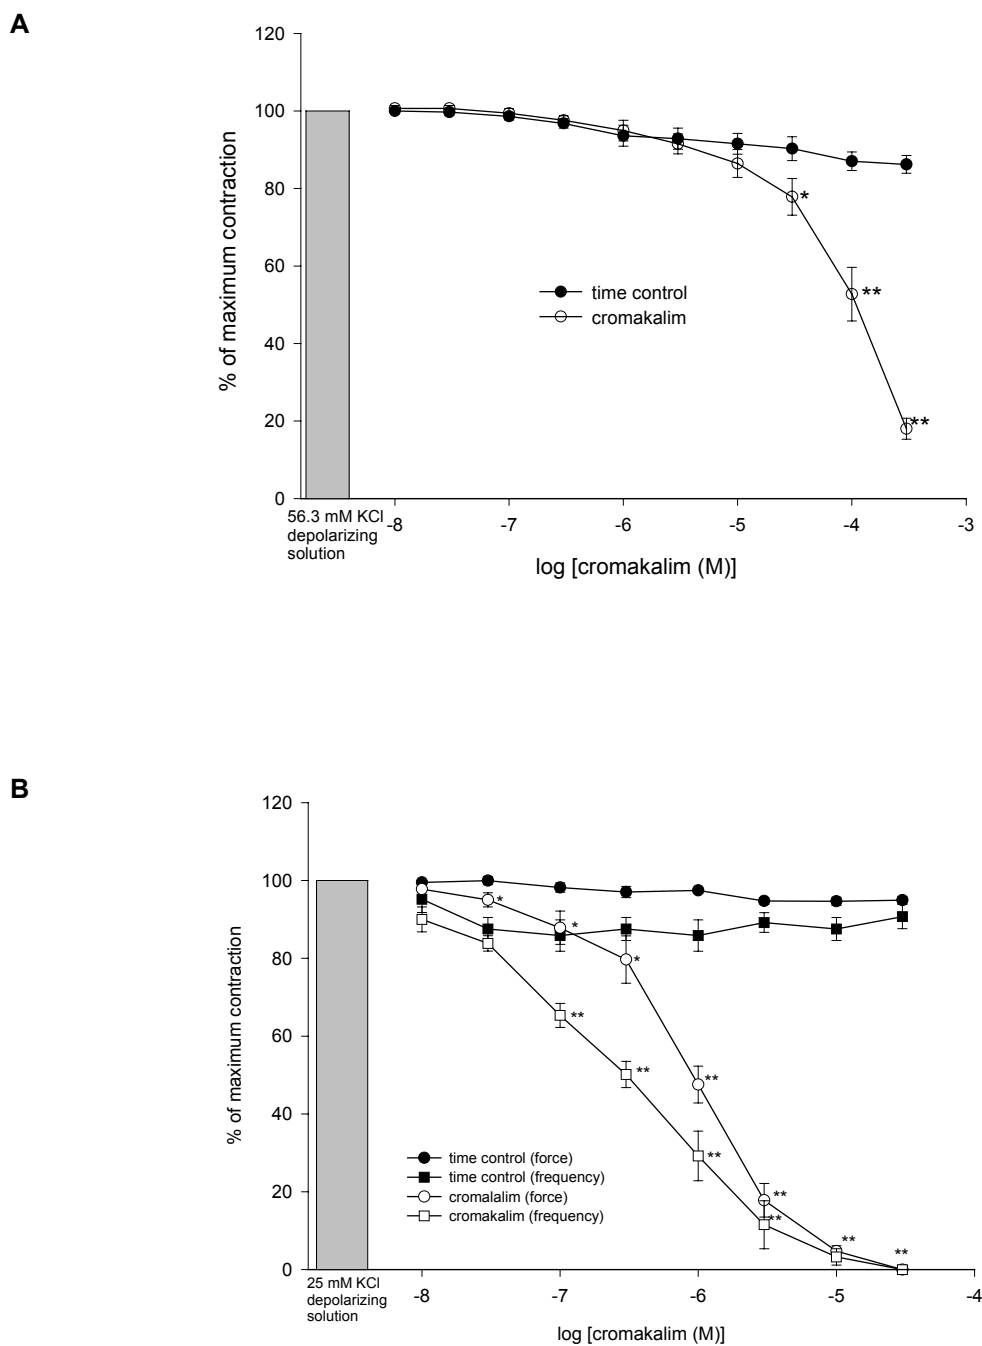 A
120
100
80
60
40
20
0
% of maximum contraction
*
**
**
time control
cromakalim
56.3 mM KCl
depolarizing
solution
-8
-7
-6
-5
-4
-3
log [cromakalim (M)]
B
120
100
80
60
40
20
0
% of maximum contraction
*
*
*
**
**
**
**
**
**
**
**
time control (force)
time control (frequency)
cromalalim (force)
cromakalim (frequency)
25 mM KCl
depolarizing
solution
-8
-7
-6
-5
-4
log [cromakalim (M)]